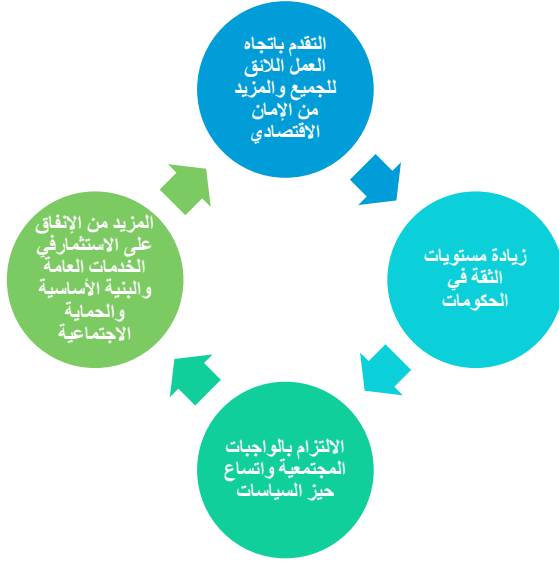 التقدم باتجاه
العمل اللائق
للجميع والمزيد
من الإمان
الاقتصادي
زيادة مستويات
الثقة في
الحكومات
الالتزام بالواجبات
المجتمعية واتساع
حيز السياسات
المزيد من الإنفاق
على الاستثمارفي
الخدمات العامة
والبنية الأساسية
والحماية
الاجتماعية